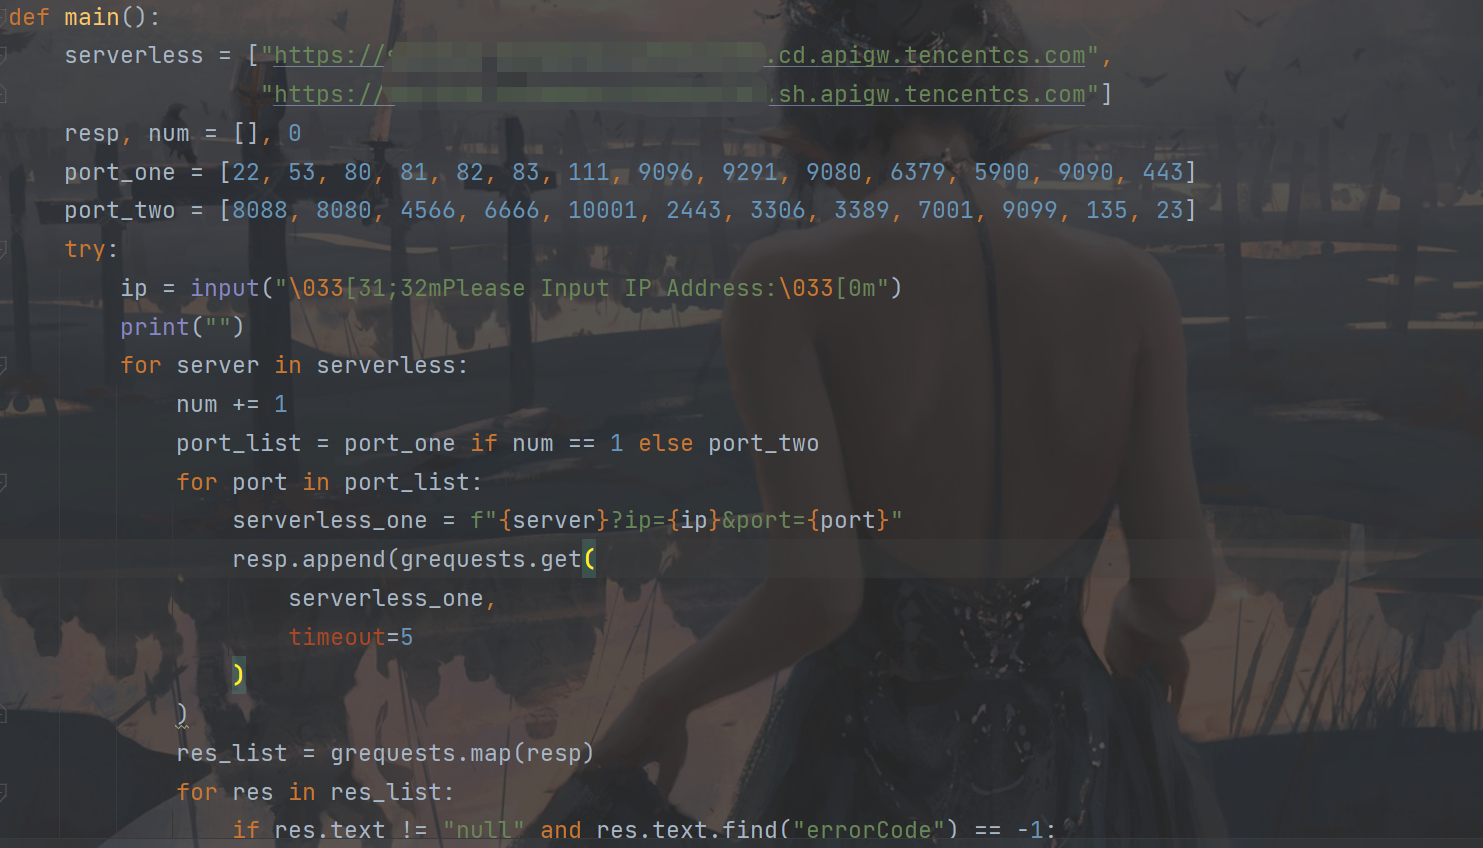 def main():
    serverless = ["https://.cd.apigw.tencentcs.com",
                  "https://.sh.apigw.tencentcs.com"]
    resp, num = [], 0
    port_one = [22, 53, 80, 81, 82, 83, 111, 9096, 9291, 9080, 6379, 5900, 9090, 443]
    port_two = [8088, 8080, 4566, 6666, 10001, 2443, 3306, 3389, 7001, 9099, 135, 23]
    try:
        ip = input("\033[31;32mPlease Input IP Address:\033[0m")
        print("")
        for server in serverless:
            num += 1
            port_list = port_one if num == 1 else port_two
            for port in port_list:
                serverless_one = f"{server}?ip={ip}&port={port}"
                resp.append(grequests.get(
                    serverless_one,
                    timeout=5
                )
            )
            res_list = grequests.map(resp)
            for res in res_list:
                if res.text != "null" and res.text.find("errorCode") == -1: